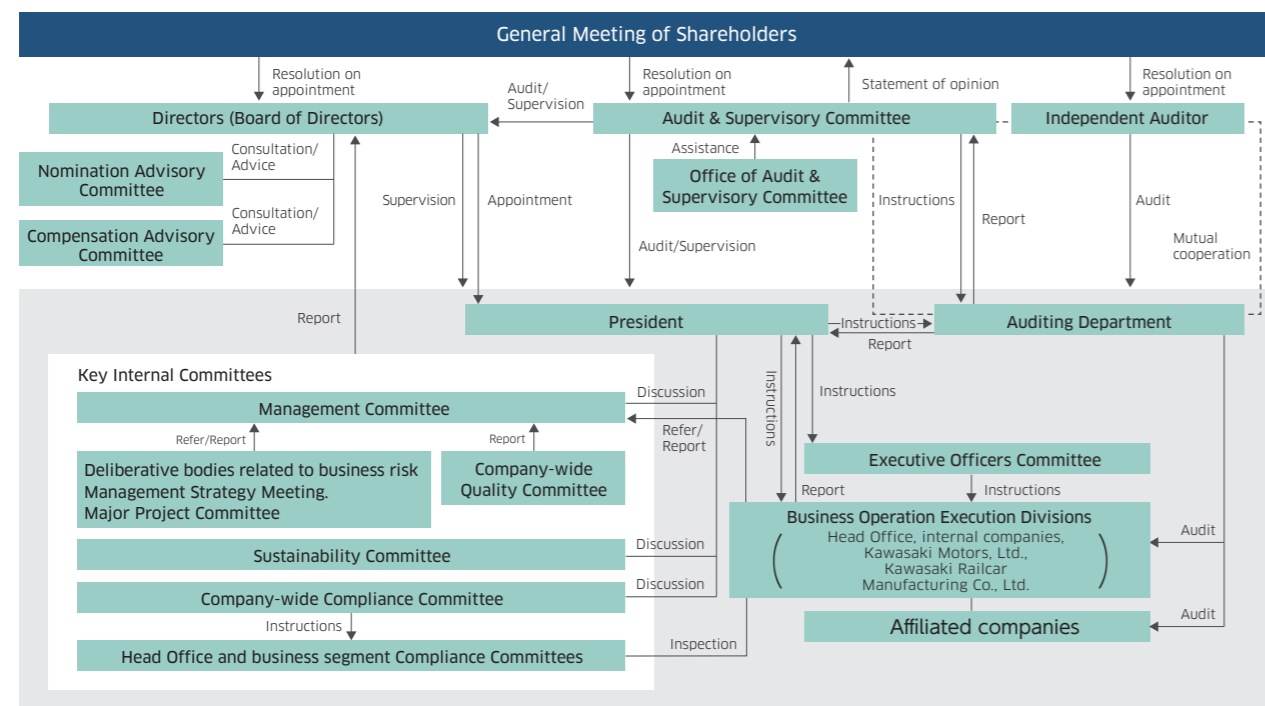 General Meeting of Shareholders
Resolution on
appointment
Audit/
Supervision
Resolution on
appointment
Statement of opinion
Resolution on
appointment
Directors (Board of Directors)
Audit & Supervisory Committee
Independent Auditor
Consultation/
Advice
Nomination Advisory
Committee
Consultation/
Advice
Compensation Advisory
Committee
Supervision
Appointment
Assistance
Office of Audit &
Supervisory Committee
Audit/Supervision
Instructions
Report
Audit
Mutual
cooperation
Report
President
Instructions
Report
Auditing Department
Key Internal Committees
Management Committee
Discussion
Refer/
Report
Instructions
Instructions
Refer/Report
Report
Deliberative bodies related to business risk
Management Strategy Meeting.
Major Project Committee
Company-wide
Quality Committee
Executive Officers Committee
Report
Instructions
Business Operation Execution Divisions
(Head Office, internal companies,
Kawasaki Motors, Ltd.,
Kawasaki Railcar
Manufacturing Co., Ltd.)
Audit
Sustainability Committee
Discussion
Company-wide Compliance Committee
Discussion
Instructions
Head Office and business segment Compliance Committees
Inspection
Affiliated companies
Audit